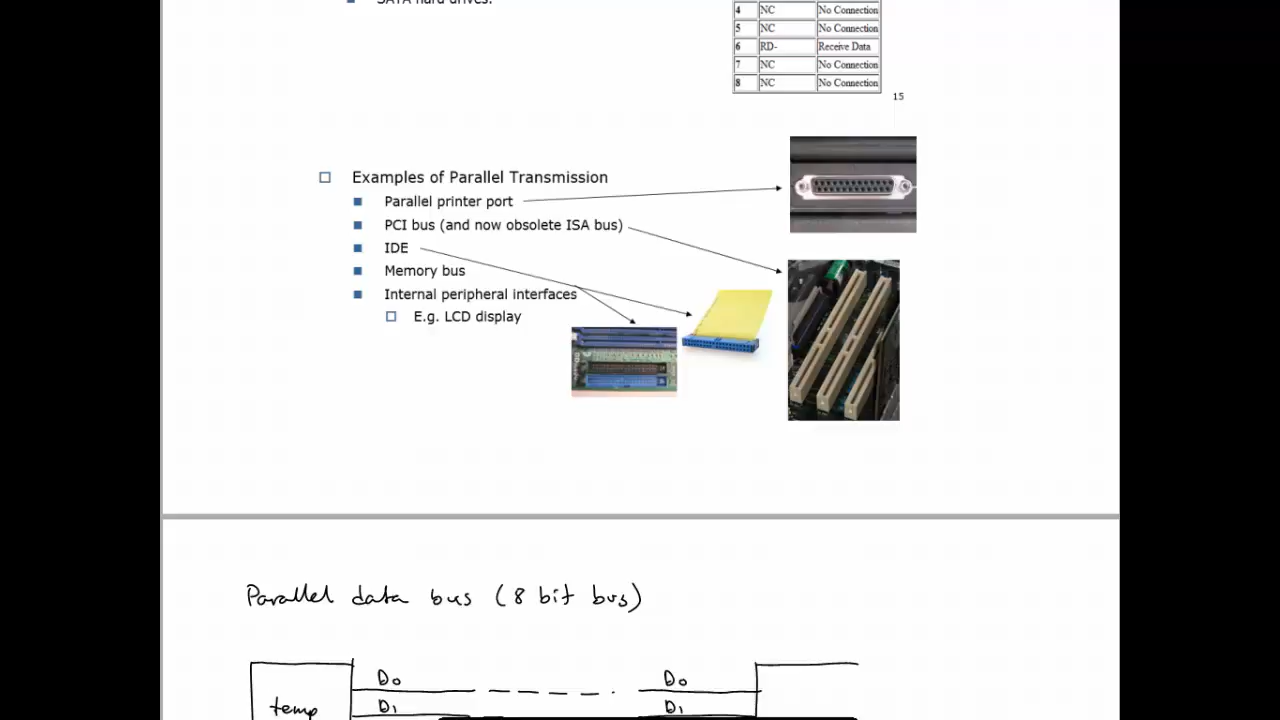 SATA hard drives.
4 NC No Connection
5 NC No Connection
6 RD- Receive Data
7 NC No Connection
8 NC No Connection
15
Examples of Parallel Transmission
Parallel printer port
PCI bus (and now obsolete ISA bus)
IDE
Memory bus
Internal peripheral interfaces
E.g. LCD display
Parallel data bus (8 bit bus)
D0 D0
D1 D1
temp